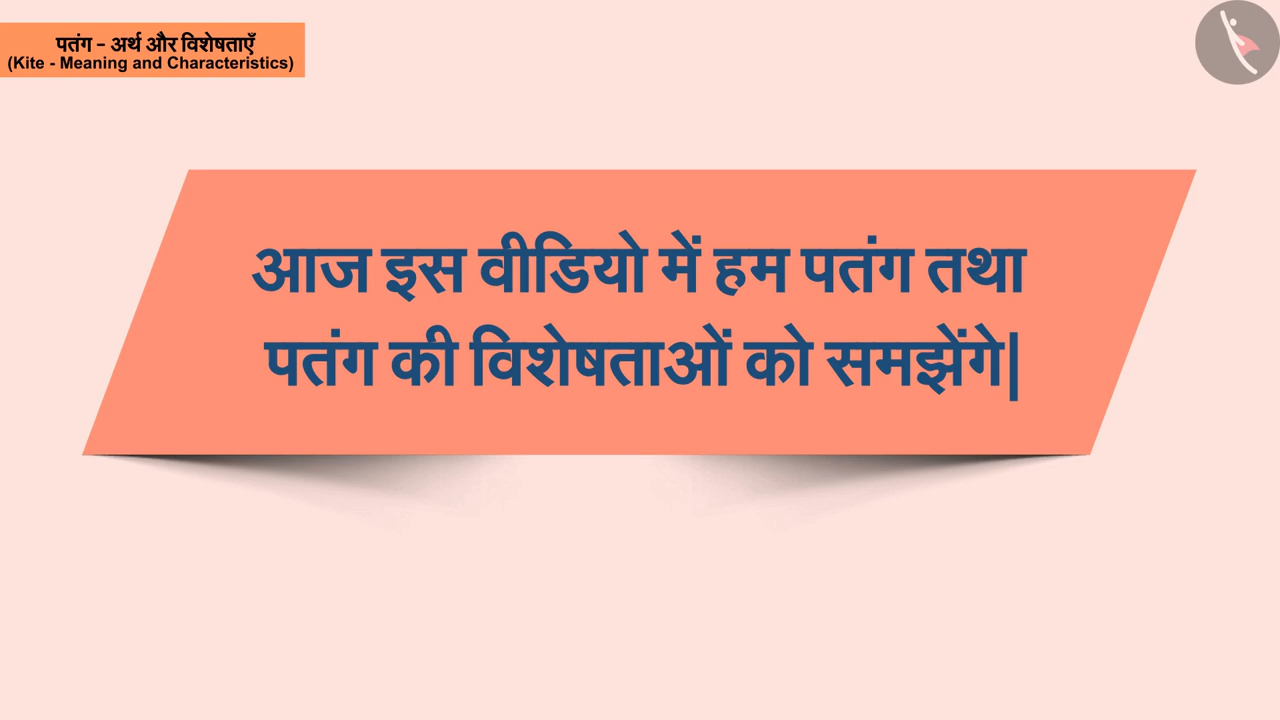 पतंग - अर्थ और विशेषताएँ
(Kite - Meaning and Characteristics)
आज इस वीडियो में हम पतंग तथा
पतंग की विशेषताओं को समझेंगे|